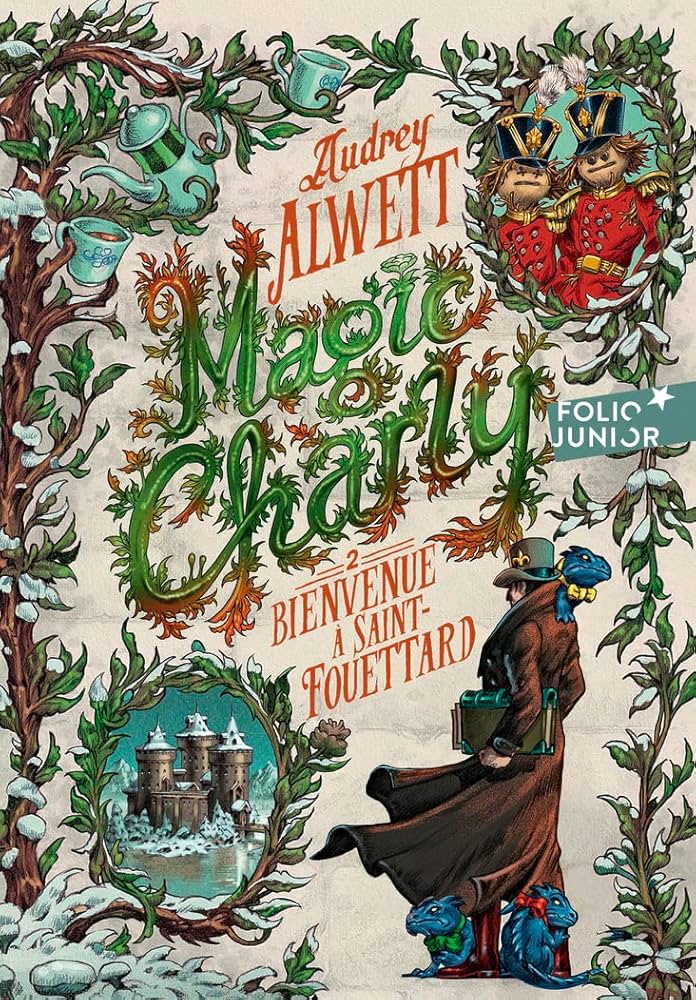 Audrey
ALWETT
Magic
Charly
FOLIO
JUNIOR
2
BIENVENUE
À SAINT-
FOUETTARD